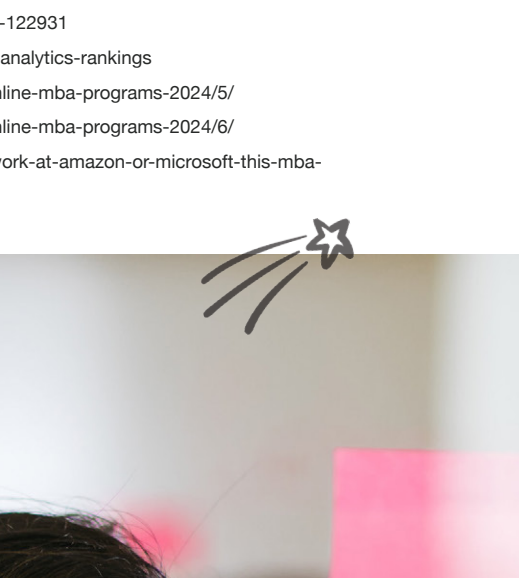 -122931
analytics-rankings
line-mba-programs-2024/5/
line-mba-programs-2024/6/
ork-at-amazon-or-microsoft-this-mba-